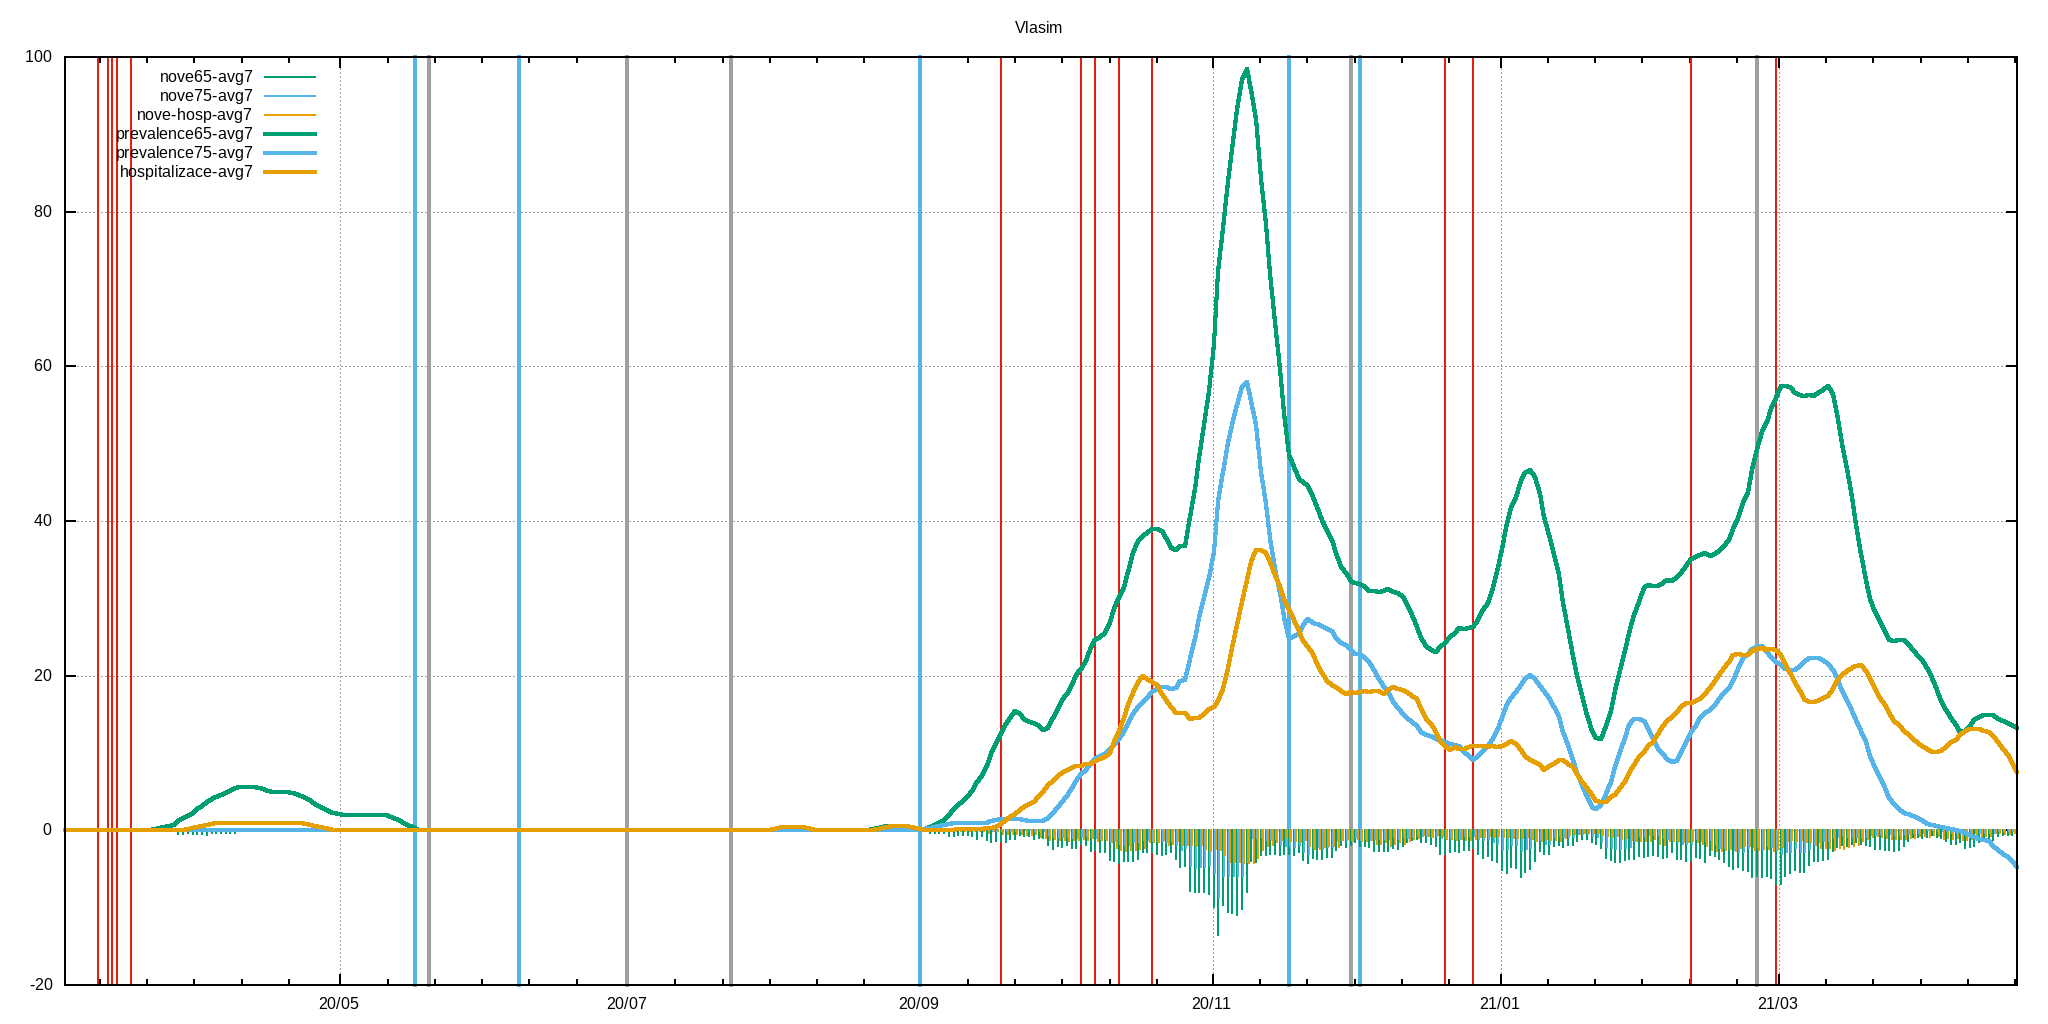 Vlasim
100
nove65-avg7
nove75-avg7
nove-hosp-avg7
prevalence65-avg7
prevalence75-avg7
hospitalizace-avg7
80
60
40
20
0
-20
20/05 20/07 20/09 20/11 21/01 21/03